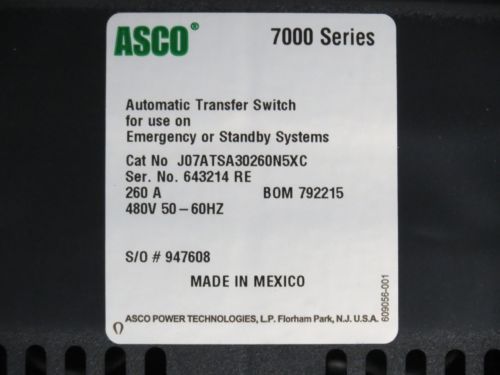 ASCO® 7000 Series
Automatic Transfer Switch
for use on
Emergency or Standby Systems
Cat No J07ATSA30260N5XC
Ser. No. 643214 RE
260 A BOM 792215
480V 50-60HZ
S/O # 947608
MADE IN MEXICO
ASCO POWER TECHNOLOGIES, L.P. Florham Park, N.J. U.S.A.
609056-001